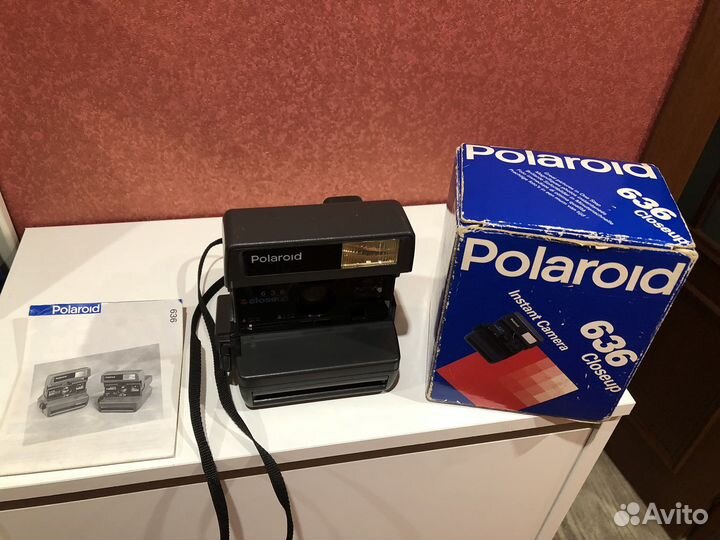 Polaroid
636
Polaroid
636
closeup
Polaroid
636
Closeup
Polaroid
Instant Camera
636
Closeup
Avito